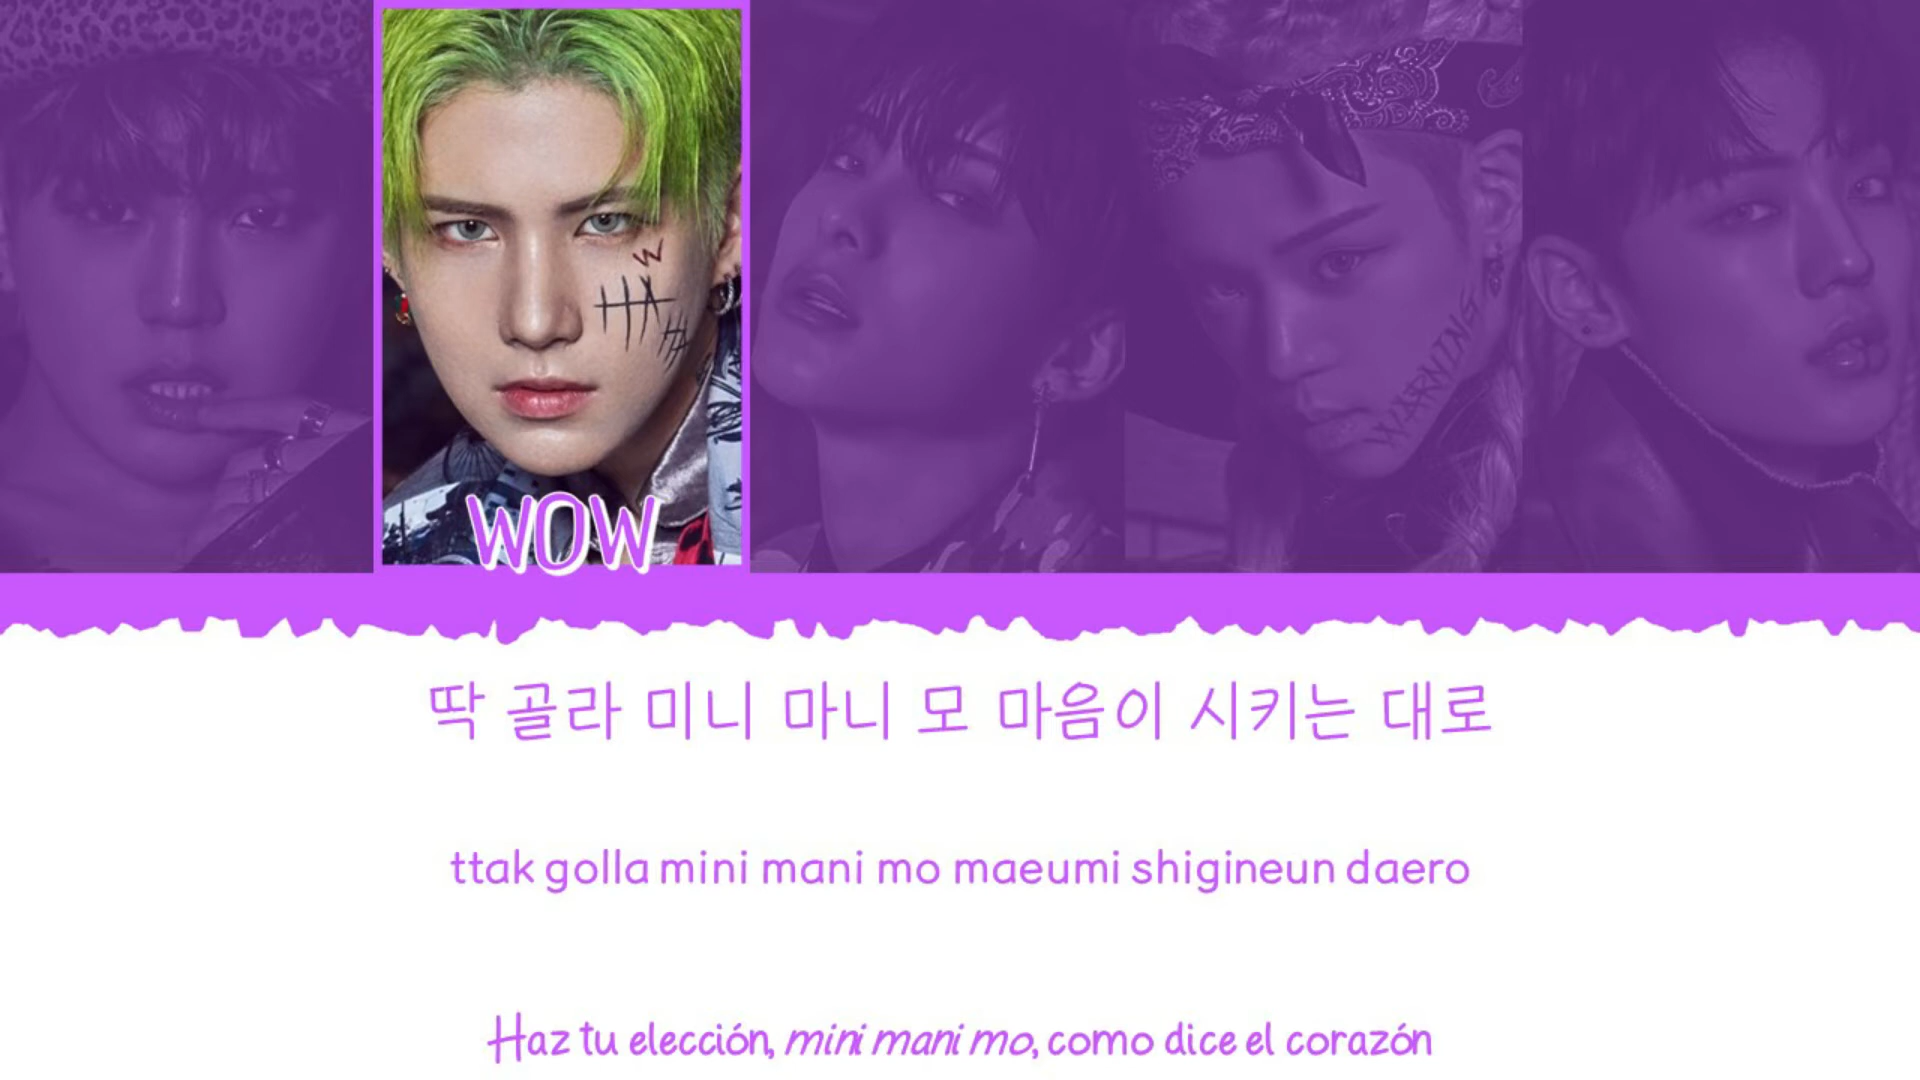 W
WARNING
WOW
딱 골라 미니 마니 모 마음이 시키는 대로
ttak golla mini mani mo maeumi shigineun daero
Haz tu elección, mini mani mo, como dice el corazón